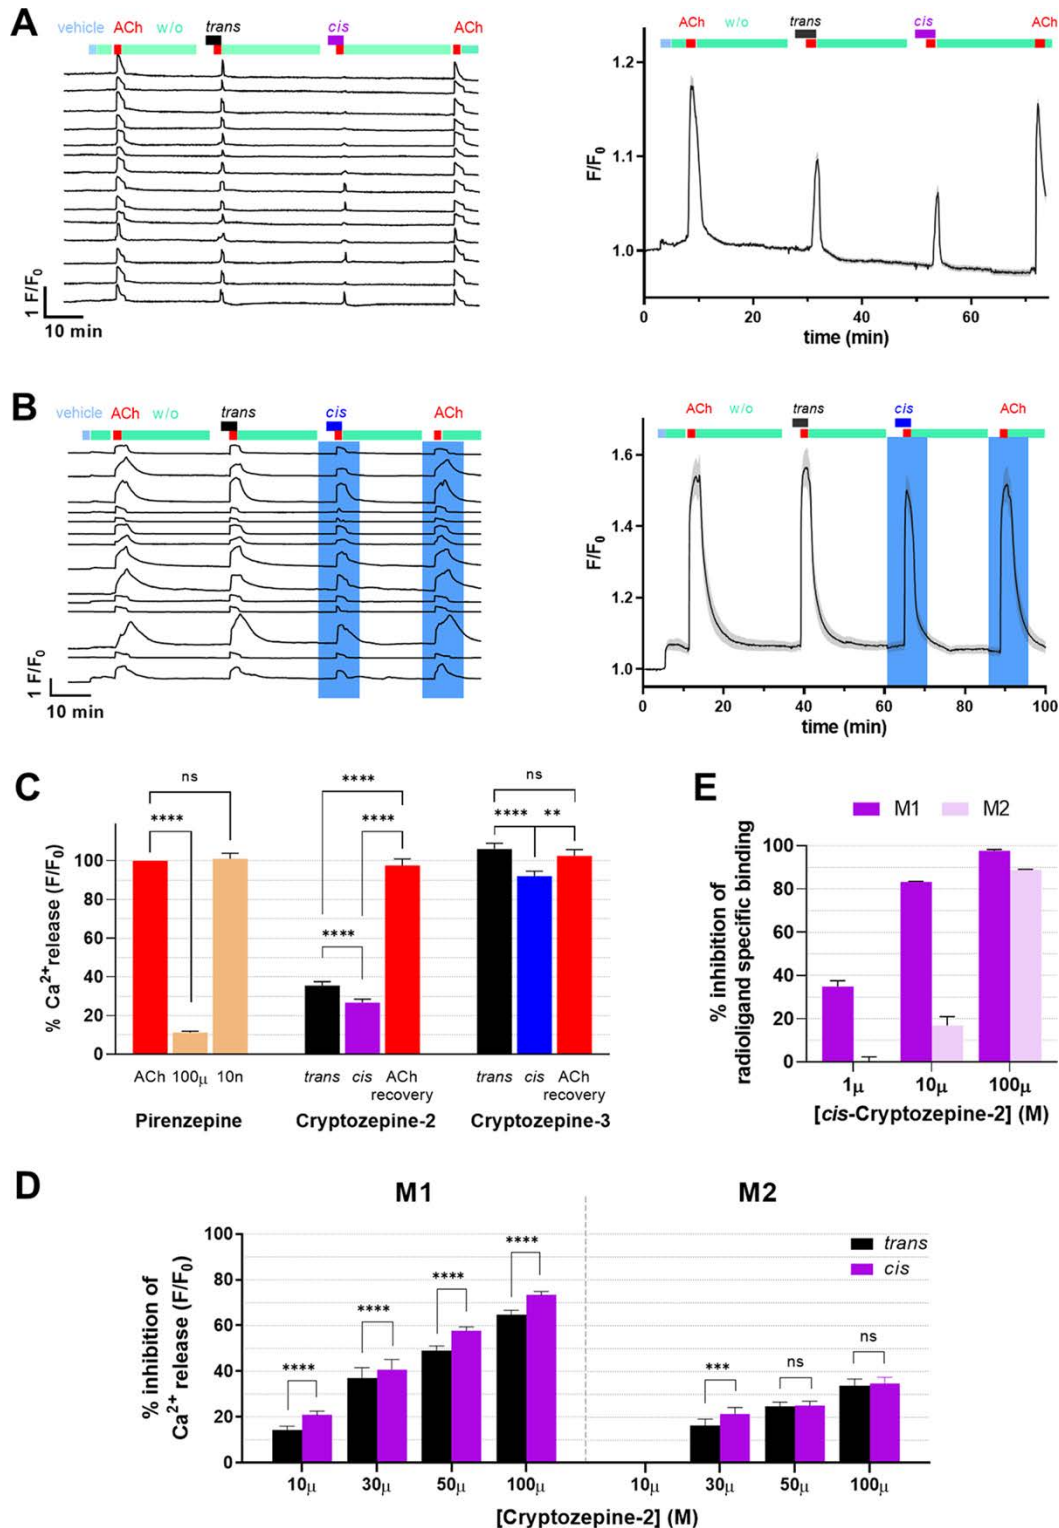 A
vehicle ACh w/o trans cis ACh
1 F/F0
10 min
ACh w/o trans cis ACh
1.2
1.1
1.0
F/F0
0 20 40 60
time (min)
B
vehicle ACh w/o trans cis ACh
1 F/F0
10 min
ACh w/o trans cis ACh
1.6
1.4
1.2
1.0
F/F0
0 20 40 60 80 100
time (min)
C
ns
****
****
****
****
ns
**** **
100
80
60
40
20
0
% Ca2+release (F/F0)
ACh 100μ 10n trans cis ACh recovery trans cis ACh recovery
Pirenzepine Cryptozepine-2 Cryptozepine-3
E
M1 M2
100
80
60
40
20
0
% inhibition of
radioligand specific binding
1μ 10μ 100μ
[cis-Cryptozepine-2] (M)
D
M1 M2
trans
cis
100
80
60
40
20
0
% inhibition of
Ca2+ release (F/F0)
**** **** **** **** *** ns ns
10μ 30μ 50μ 100μ 10μ 30μ 50μ 100μ
[Cryptozepine-2] (M)